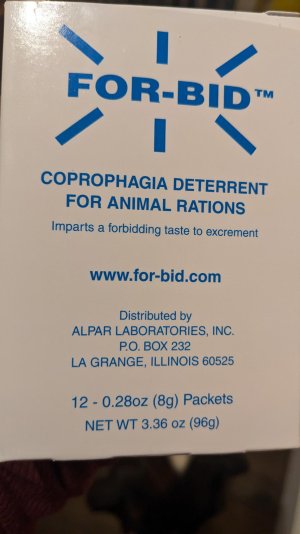 FOR-BID™
COPROPHAGIA DETERRENT
FOR ANIMAL RATIONS
Imparts a forbidding taste to excrement
www.for-bid.com
Distributed by
ALPAR LABORATORIES, INC.
P.O. BOX 232
LA GRANGE, ILLINOIS 60525
12 - 0.28oz (8g) Packets
NET WT 3.36 oz (96g)